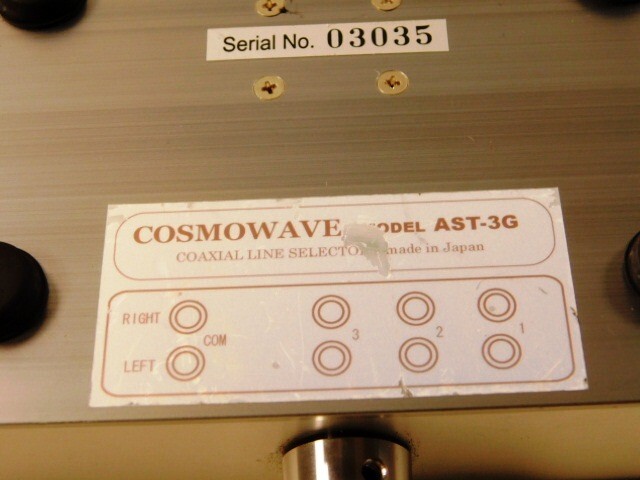 Serial No. 03035
COSMOWAVE MODEL AST-3G
COAXIAL LINE SELECTOR made in Japan
RIGHT
COM 3 2 1
LEFT